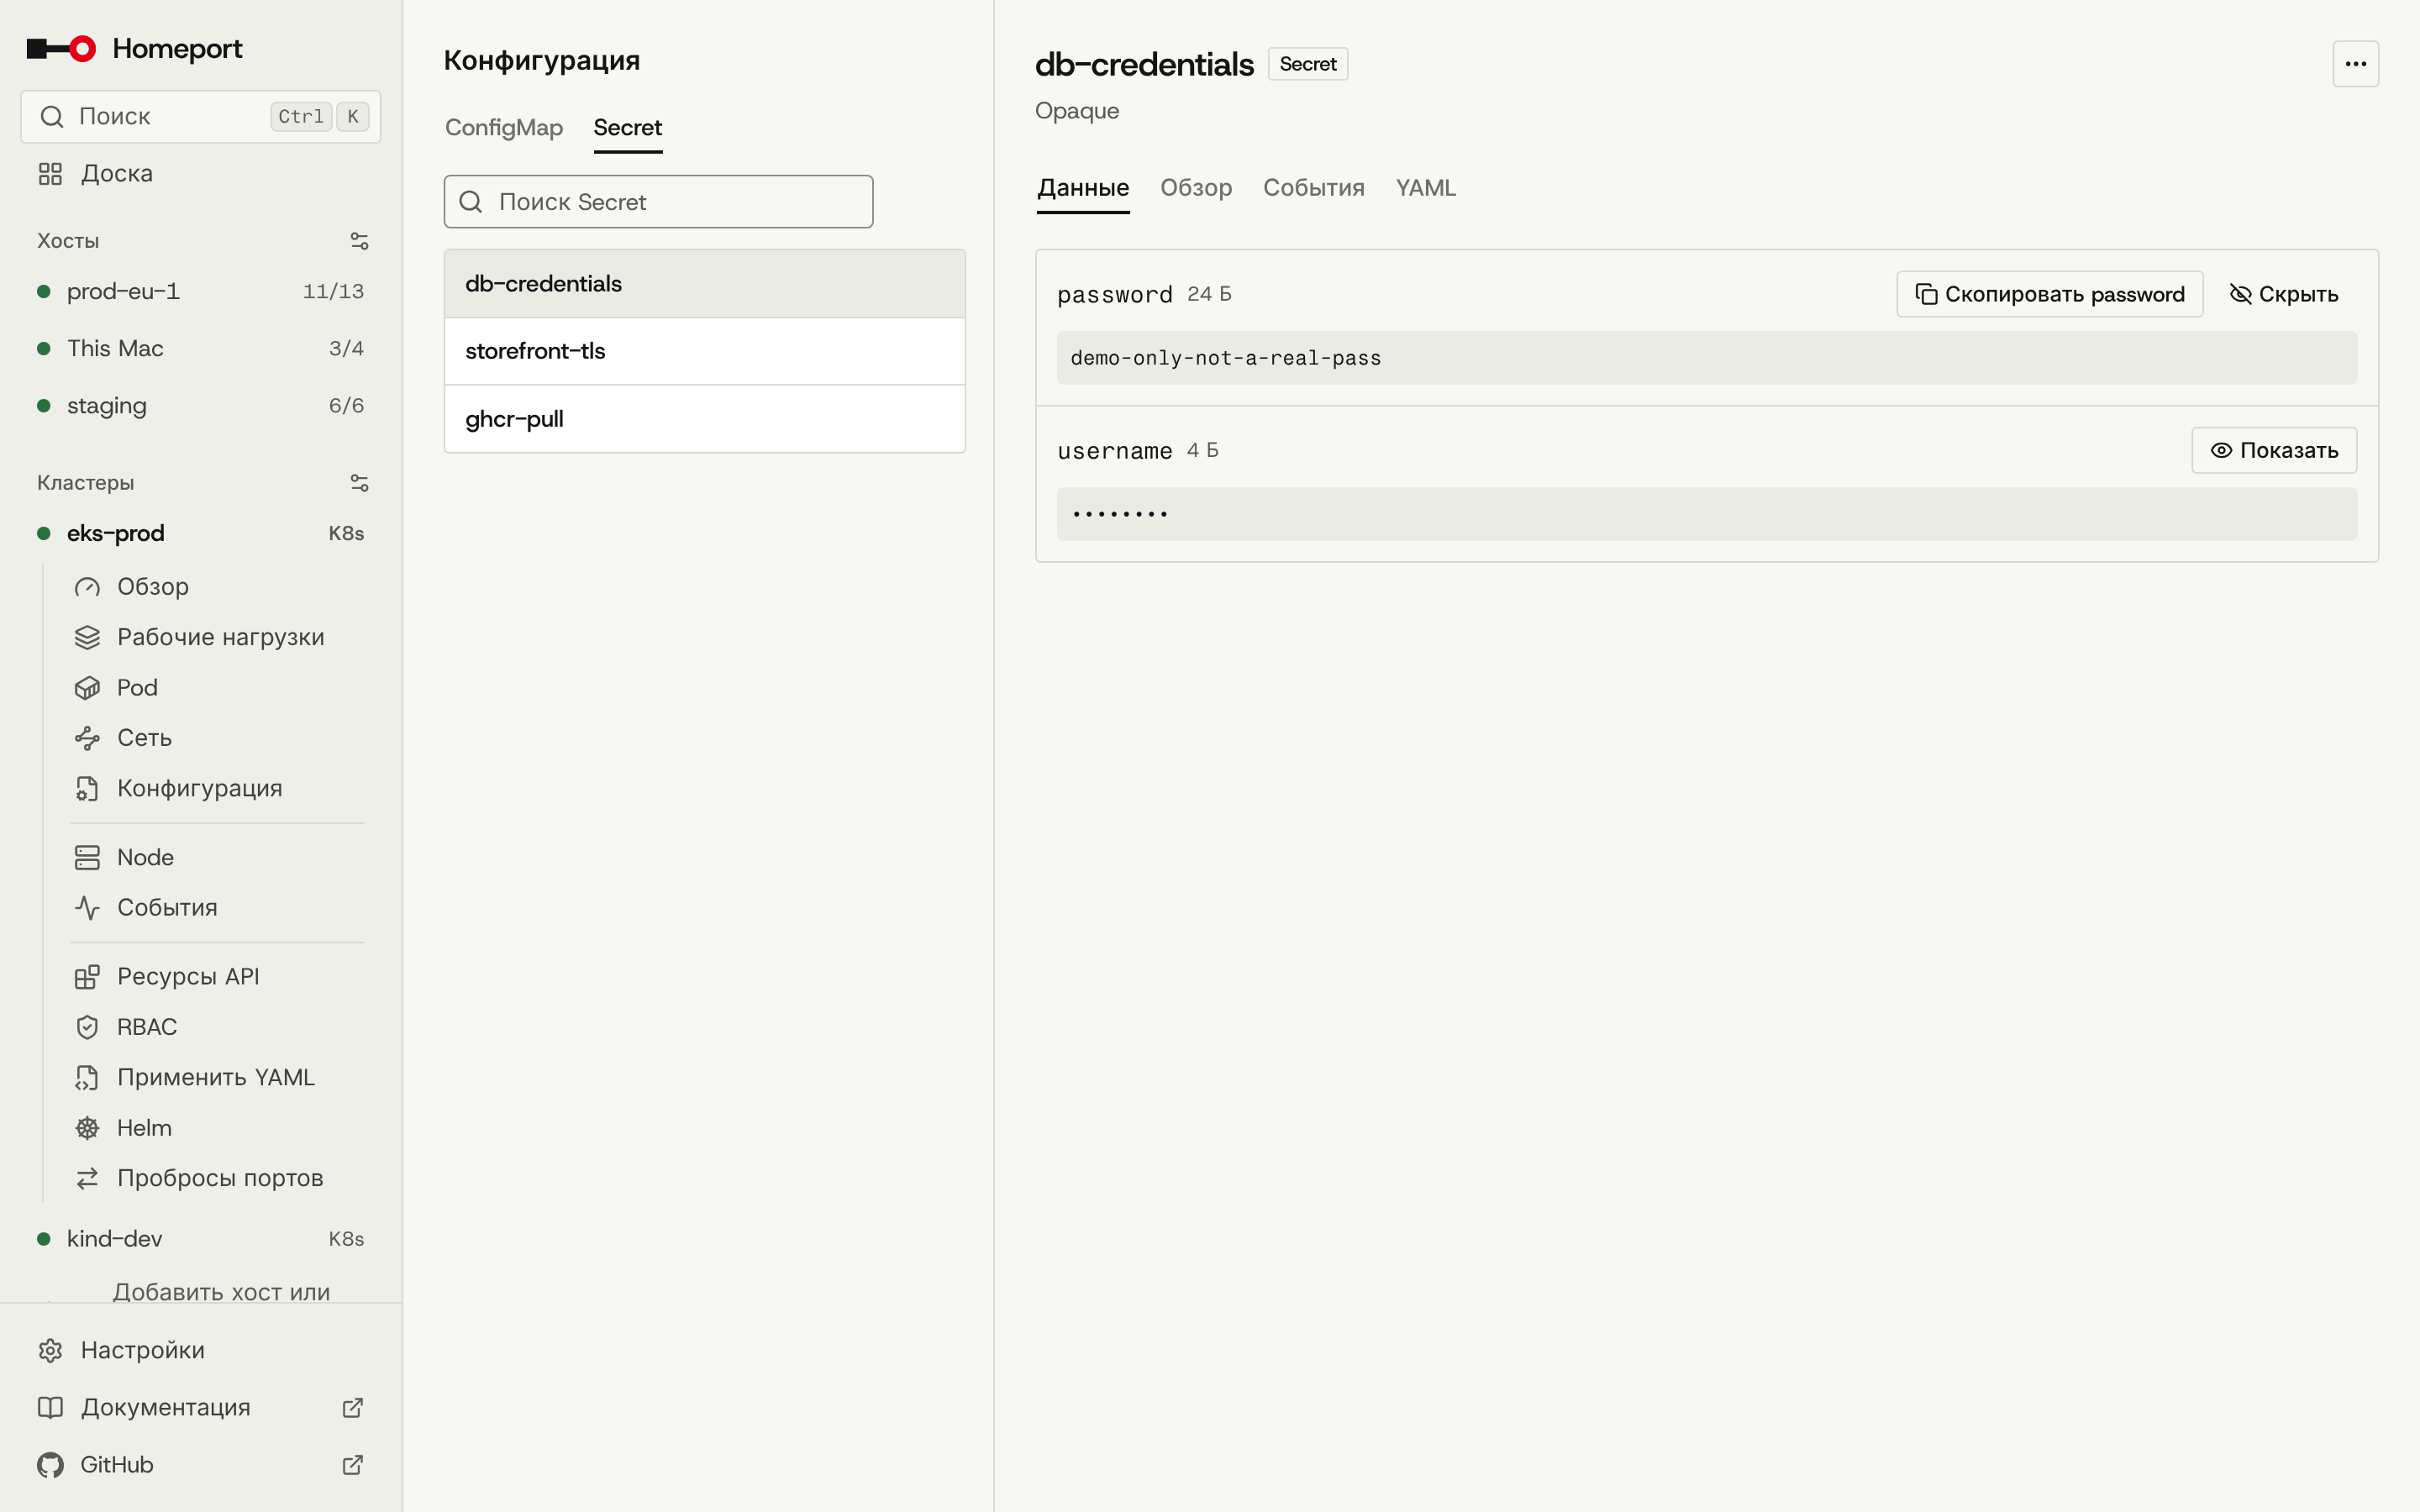 Homeport
Поиск
Ctrl K
Доска
Хосты
prod-eu-1 11/13
This Mac 3/4
staging 6/6
Кластеры
eks-prod K8s
Обзор
Рабочие нагрузки
Pod
Сеть
Конфигурация
Node
События
Ресурсы API
RBAC
Применить YAML
Helm
Пробросы портов
kind-dev K8s
Добавить хост или
Настройки
Документация
GitHub
Конфигурация
ConfigMap Secret
Поиск Secret
db-credentials
storefront-tls
ghcr-pull
db-credentials Secret
Opaque
Данные Обзор События YAML
password 24 Б Скопировать password Скрыть
demo-only-not-a-real-pass
username 4 Б Показать
••••••••